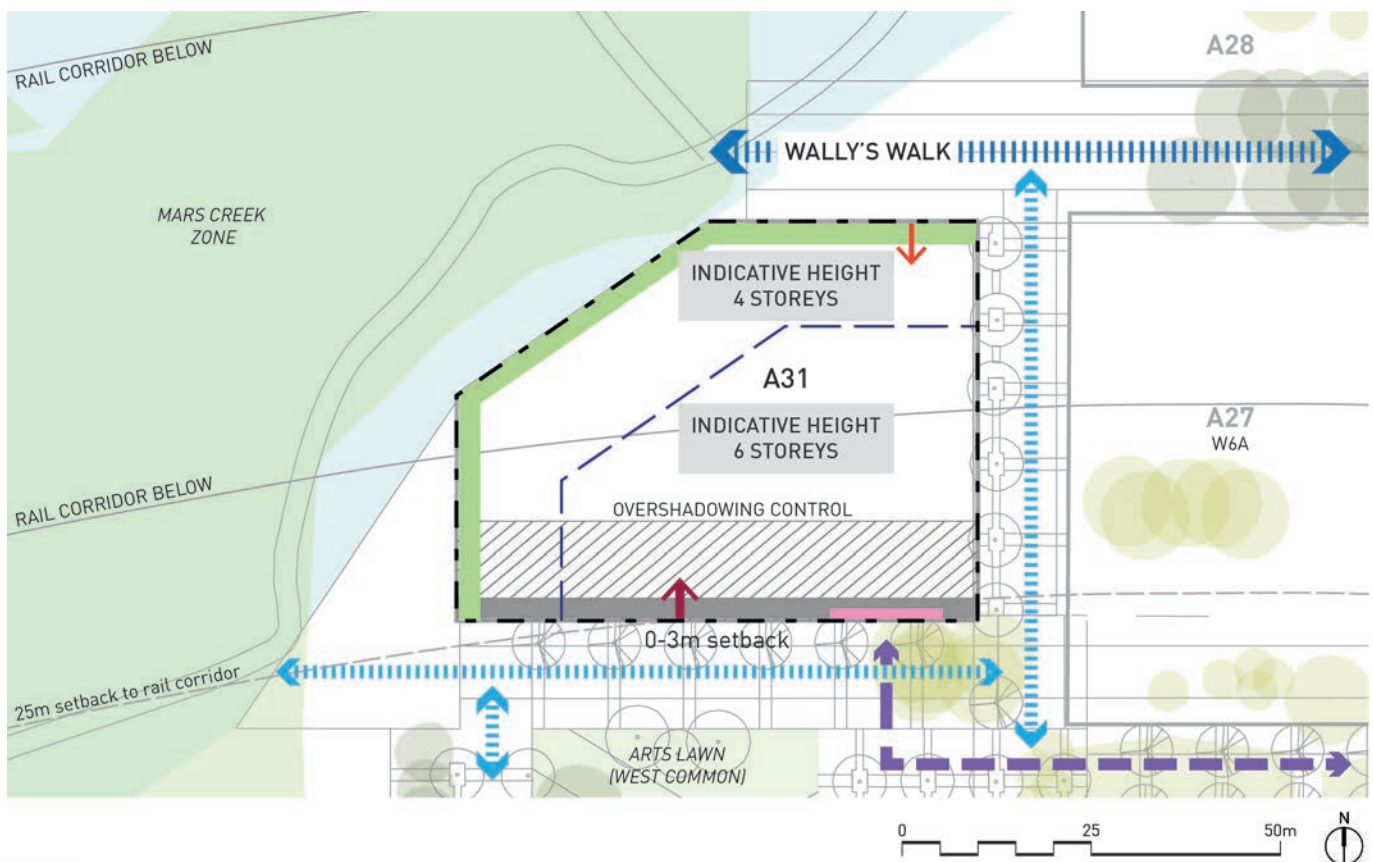 RAIL CORRIDOR BELOW
A28
WALLY'S WALK
MARS CREEK
ZONE
INDICATIVE HEIGHT
4 STOREYS
A31
INDICATIVE HEIGHT
6 STOREYS
A27
W6A
RAIL CORRIDOR BELOW
OVERSHADOWING CONTROL
0-3m setback
25m setback to rail corridor
ARTS LAWN
(WEST COMMON)
0 25 50m
N